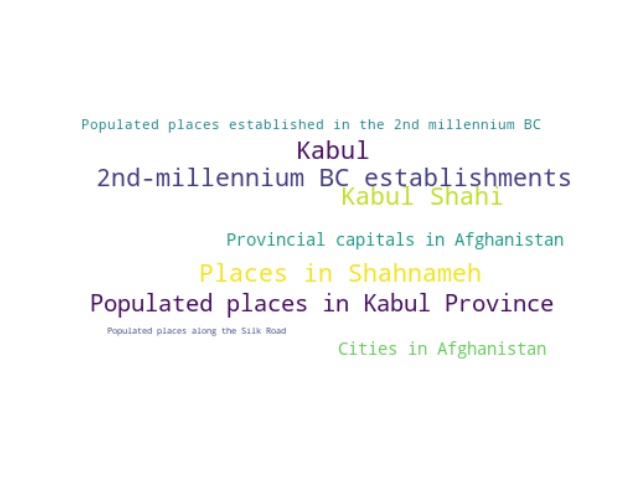 Populated places established in the 2nd millennium BC
Kabul
2nd-millennium BC establishments
Kabul Shahi
Provincial capitals in Afghanistan
Places in Shahnameh
Populated places in Kabul Province
Populated places along the Silk Road
Cities in Afghanistan